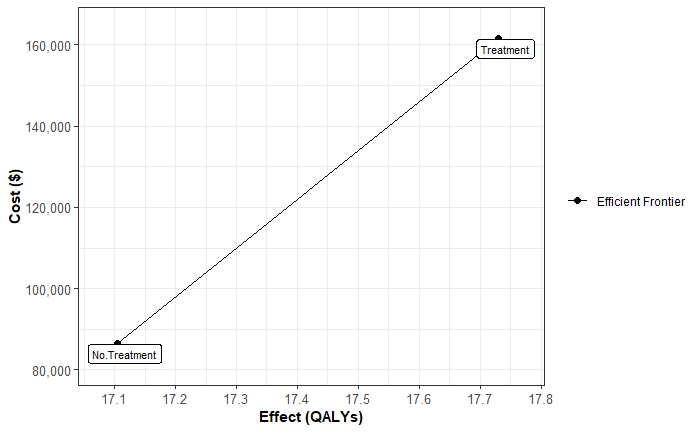 Cost ($)
160,000
140,000
120,000
100,000
80,000
Treatment
No.Treatment
17.1 17.2 17.3 17.4 17.5 17.6 17.7 17.8
Effect (QALYs)
Efficient Frontier